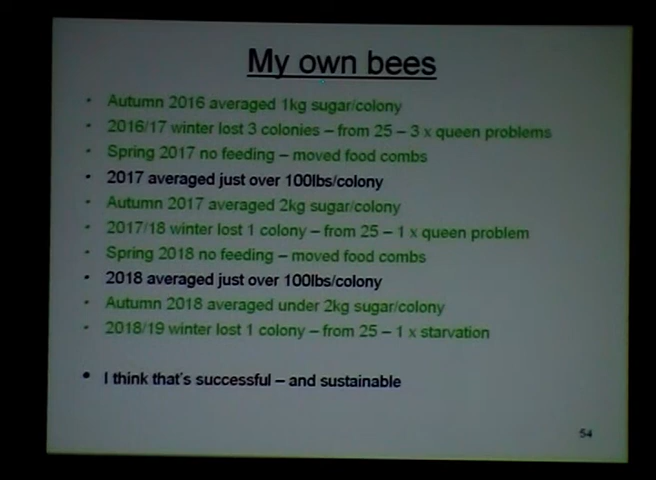 My own bees
• Autumn 2016 averaged 1kg sugar/colony
• 2016/17 winter lost 3 colonies – from 25 – 3 x queen problems
• Spring 2017 no feeding – moved food combs
• 2017 averaged just over 100lbs/colony
• Autumn 2017 averaged 2kg sugar/colony
• 2017/18 winter lost 1 colony – from 25 – 1 x queen problem
• Spring 2018 no feeding – moved food combs
• 2018 averaged just over 100lbs/colony
• Autumn 2018 averaged under 2kg sugar/colony
• 2018/19 winter lost 1 colony – from 25 – 1 x starvation
• I think that's successful – and sustainable
54